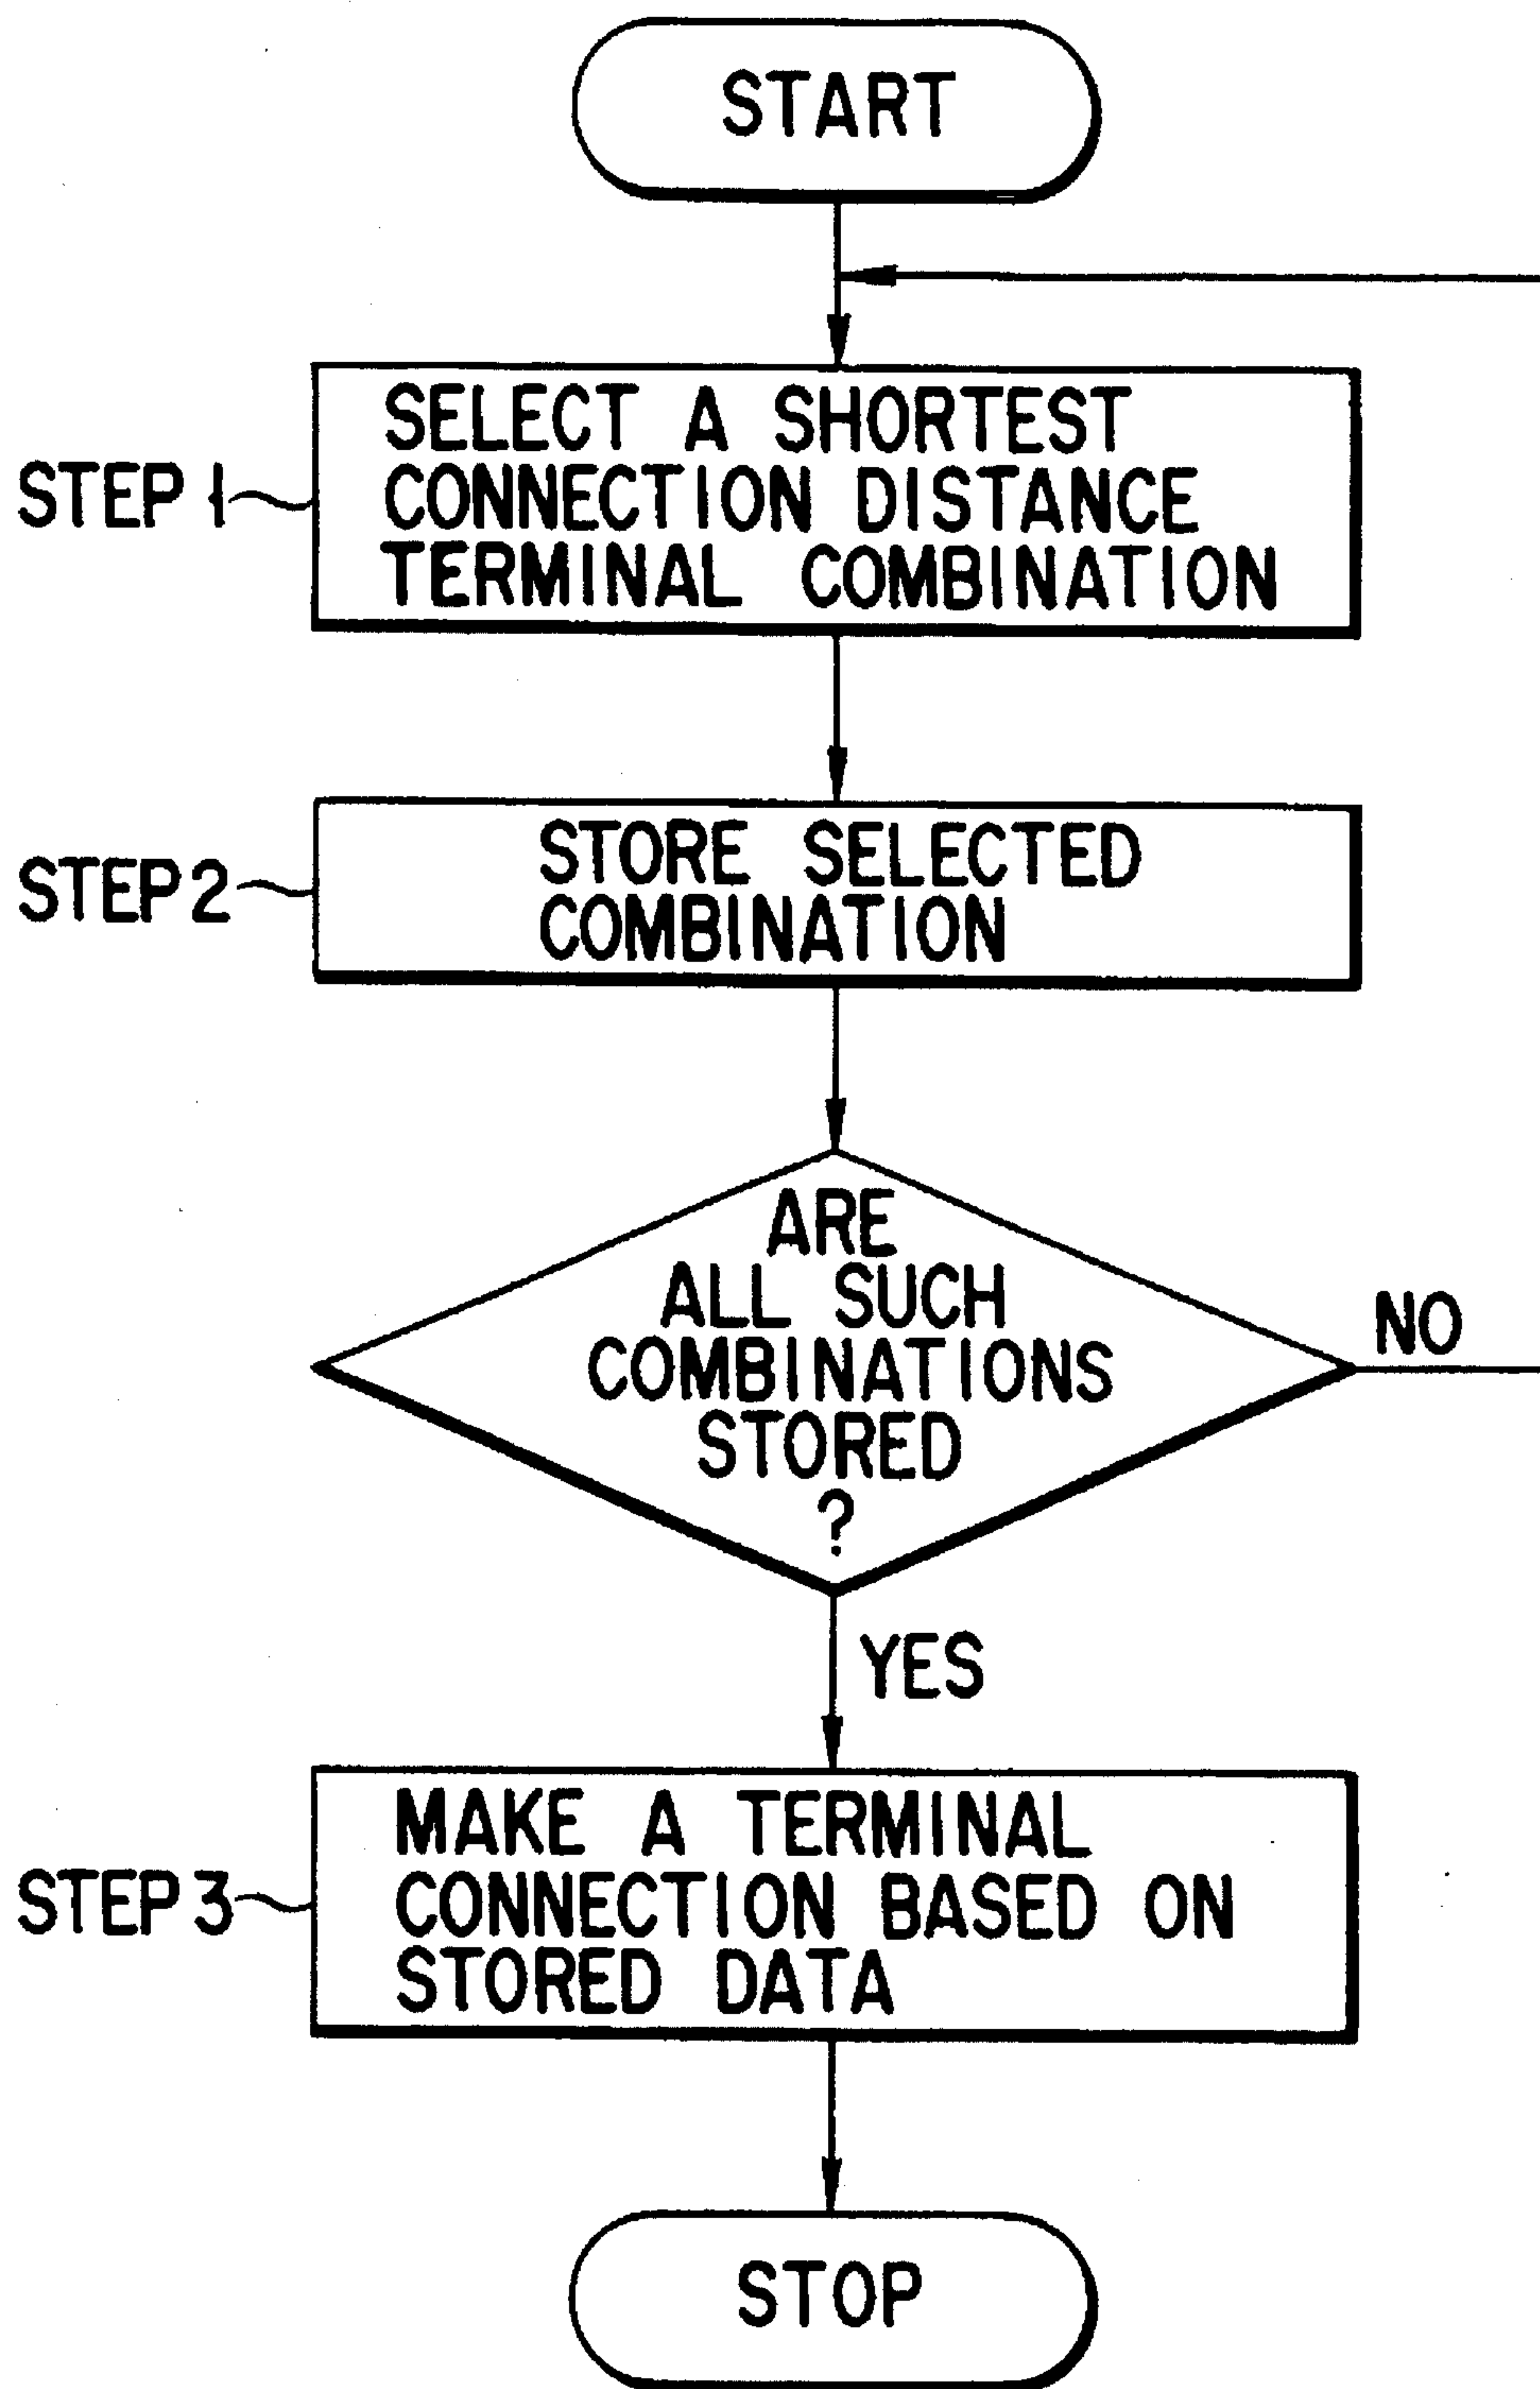 START
SELECT A SHORTEST
CONNECTION DISTANCE
TERMINAL COMBINATION
STEP 1
STORE SELECTED
COMBINATION
STEP 2
ARE
ALL SUCH
COMBINATIONS
STORED
?
NO
YES
MAKE A TERMINAL
CONNECTION BASED ON
STORED DATA
STEP 3
STOP